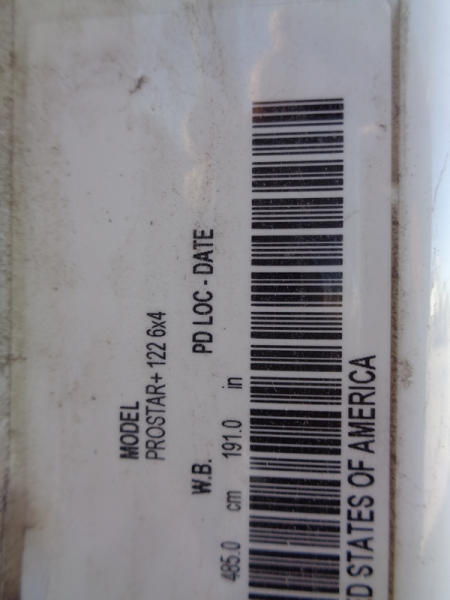 MODEL
PROSTAR+ 122 6x4
W.B. PD LOC - DATE
485.0 cm 191.0 in
D STATES OF AMERICA